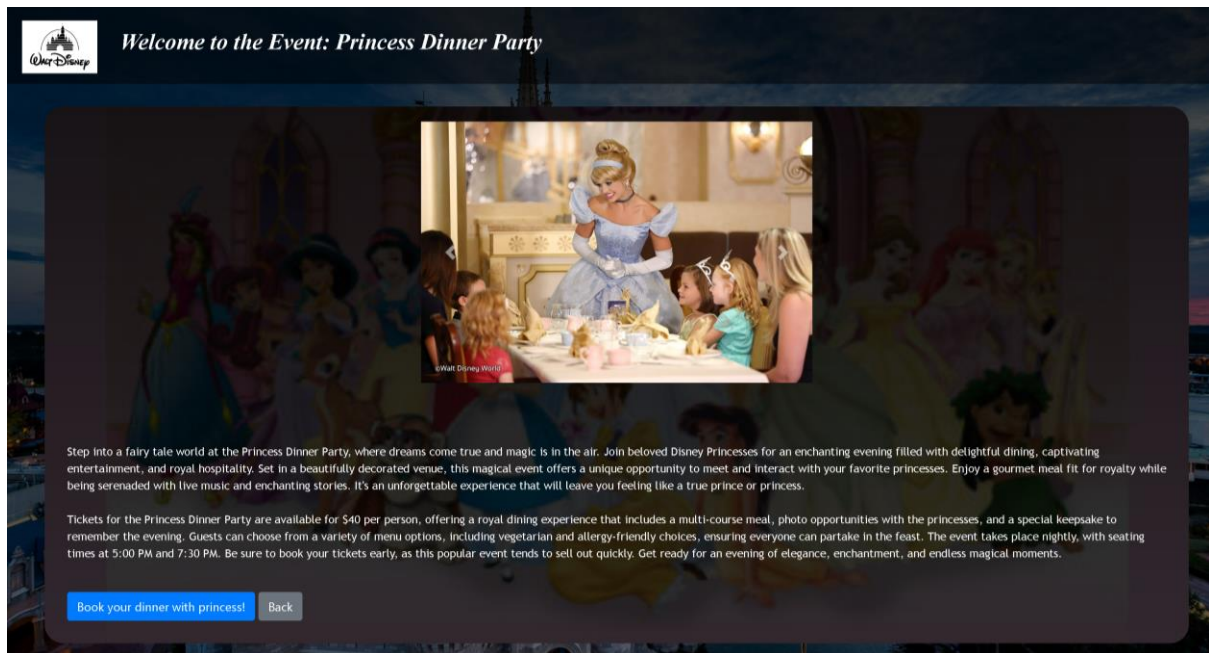 WALT DISNEY
Welcome to the Event: Princess Dinner Party
©Walt Disney World
Step into a fairy tale world at the Princess Dinner Party, where dreams come true and magic is in the air. Join beloved Disney Princesses for an enchanting evening filled with delightful dining, captivating
entertainment, and royal hospitality. Set in a beautifully decorated venue, this magical event offers a unique opportunity to meet and interact with your favorite princesses. Enjoy a gourmet meal fit for royalty while
being serenaded with live music and enchanting stories. It's an unforgettable experience that will leave you feeling like a true prince or princess.
Tickets for the Princess Dinner Party are available for $40 per person, offering a royal dining experience that includes a multi-course meal, photo opportunities with the princesses, and a special keepsake to
remember the evening. Guests can choose from a variety of menu options, including vegetarian and allergy-friendly choices, ensuring everyone can partake in the feast. The event takes place nightly, with seating
times at 5:00 PM and 7:30 PM. Be sure to book your tickets early, as this popular event tends to sell out quickly. Get ready for an evening of elegance, enchantment, and endless magical moments.
Book your dinner with princess! Back